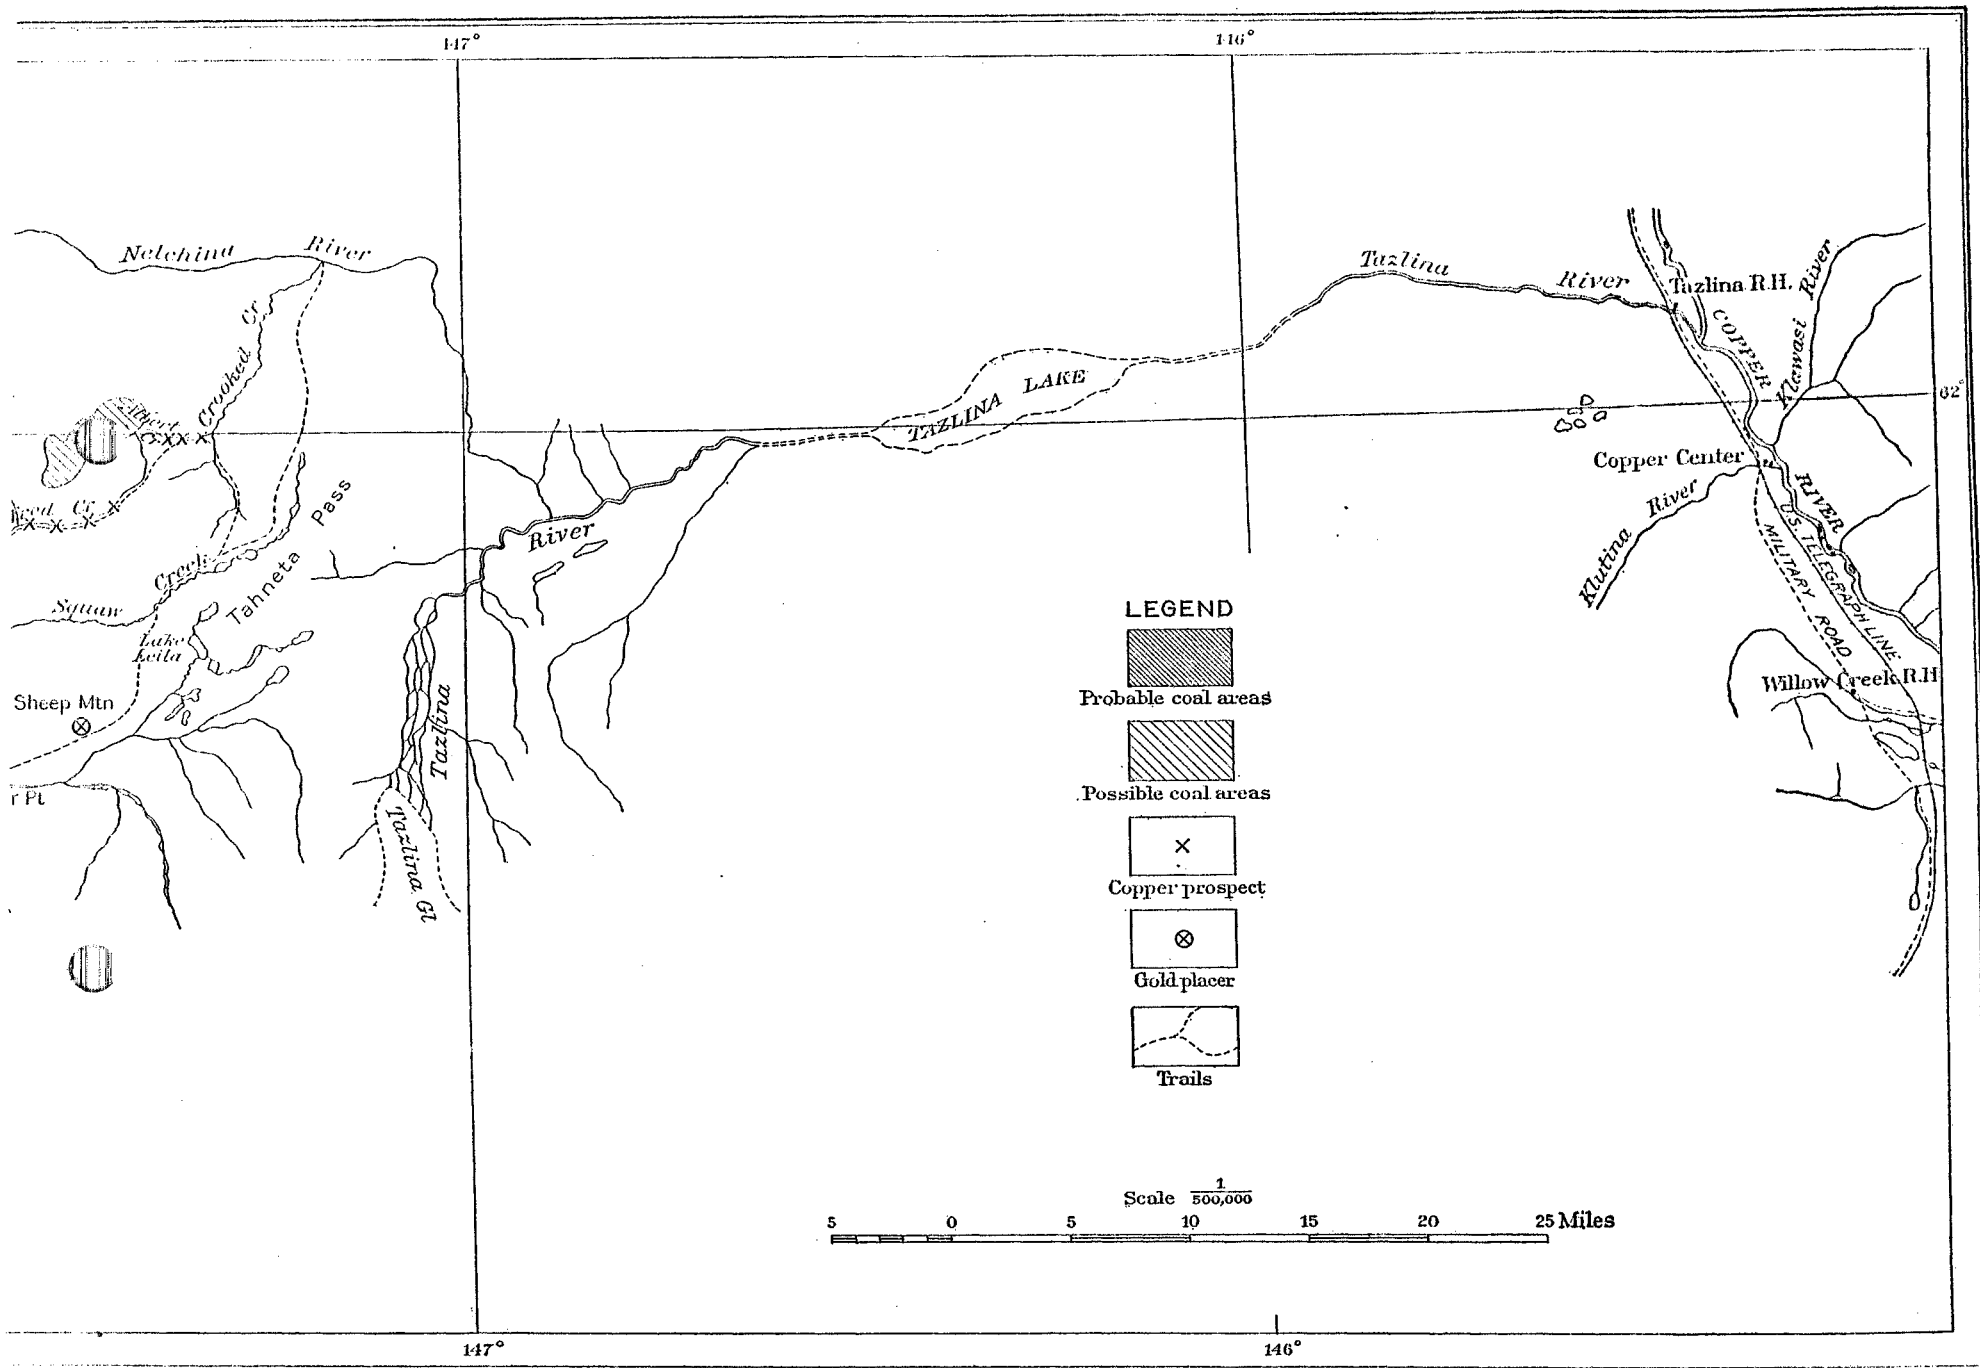 147°
146°
Nelchina River
Tazlina River
Tazlina R.H.
COPPER
Klawasi River
Crooked Cr
62°
TAZLINA LAKE
Albert
Cr
Copper Center
RIVER
Klutina River
U.S. TELEGRAPH LINE
MILITARY ROAD
Tahneta Pass
River
Squaw Creek
Lake
Leila
LEGEND
Probable coal areas
Possible coal areas
Copper prospect
Gold placer
Trails
Sheep Mtn
Tazlina
Willow Creek R.H
r Pt
Tazlina Gl
Scale 1/500,000
5 0 5 10 15 20 25 Miles
147°
146°